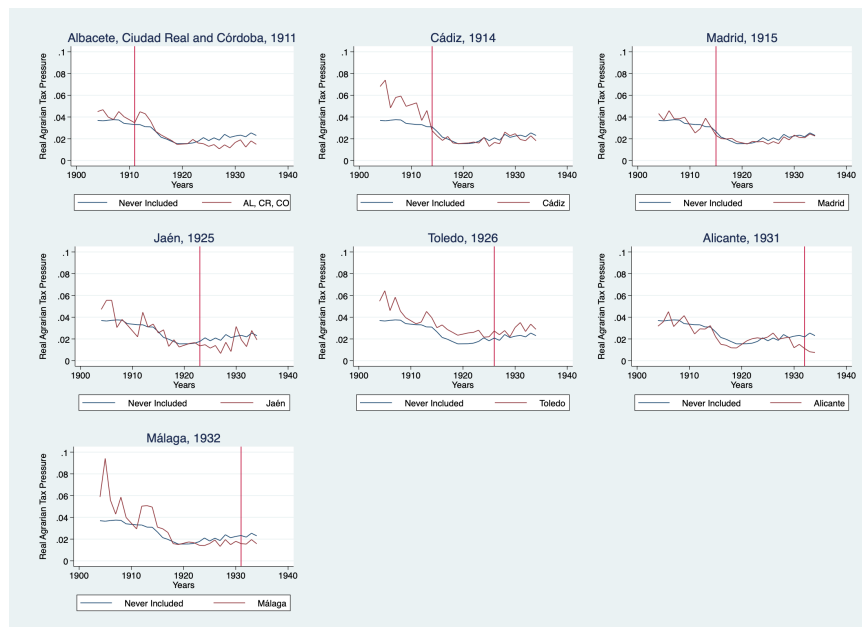 Albacete, Ciudad Real and Córdoba, 1911
Real Agrarian Tax Pressure
.1
.08
.06
.04
.02
0
1900 1910 1920 1930 1940
Years
Never Included AL, CR, CO
Cádiz, 1914
Real Agrarian Tax Pressure
.1
.08
.06
.04
.02
0
1900 1910 1920 1930 1940
Years
Never Included Cádiz
Madrid, 1915
Real Agrarian Tax Pressure
.1
.08
.06
.04
.02
0
1900 1910 1920 1930 1940
Years
Never Included Madrid
Jaén, 1925
Real Agrarian Tax Pressure
.1
.08
.06
.04
.02
0
1900 1910 1920 1930 1940
Years
Never Included Jaén
Toledo, 1926
Real Agrarian Tax Pressure
.1
.08
.06
.04
.02
0
1900 1910 1920 1930 1940
Years
Never Included Toledo
Alicante, 1931
Real Agrarian Tax Pressure
.1
.08
.06
.04
.02
0
1900 1910 1920 1930 1940
Years
Never Included Alicante
Málaga, 1932
Real Agrarian Tax Pressure
.1
.08
.06
.04
.02
0
1900 1910 1920 1930 1940
Years
Never Included Málaga